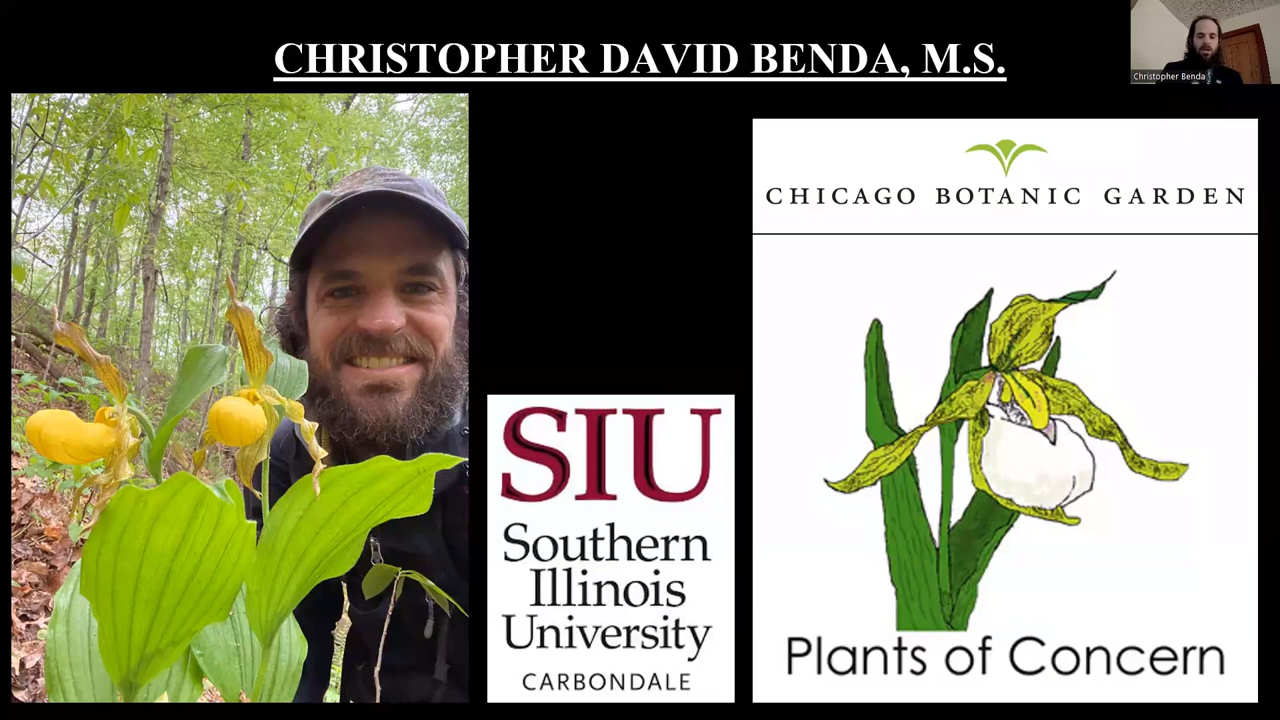 CHRISTOPHER DAVID BENDA, M.S.
Christopher Benda
CHICAGO BOTANIC GARDEN
SIU
Southern
Illinois
University
CARBONDALE
Plants of Concern